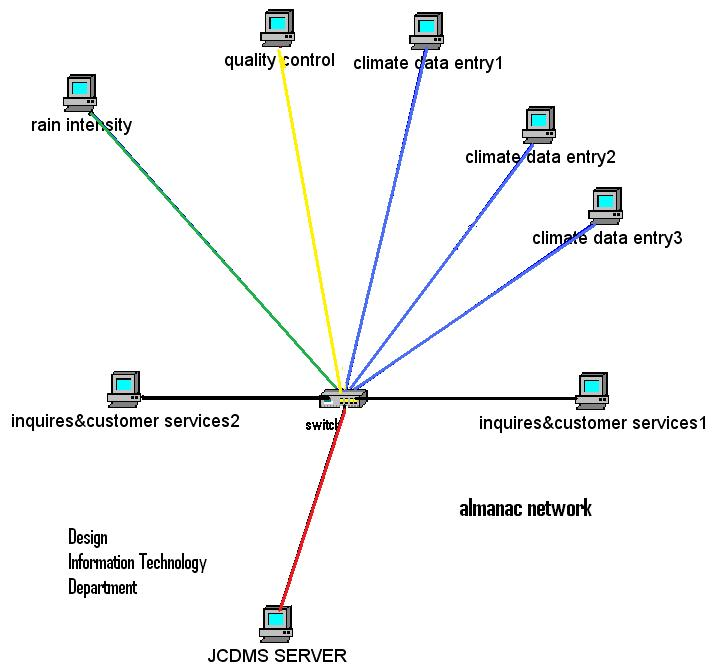 quality control
climate data entry1
rain intensity
climate data entry2
climate data entry3
inquires&customer services2
switch
inquires&customer services1
almanac network
Design
Information Technology
Department
JCDMS SERVER